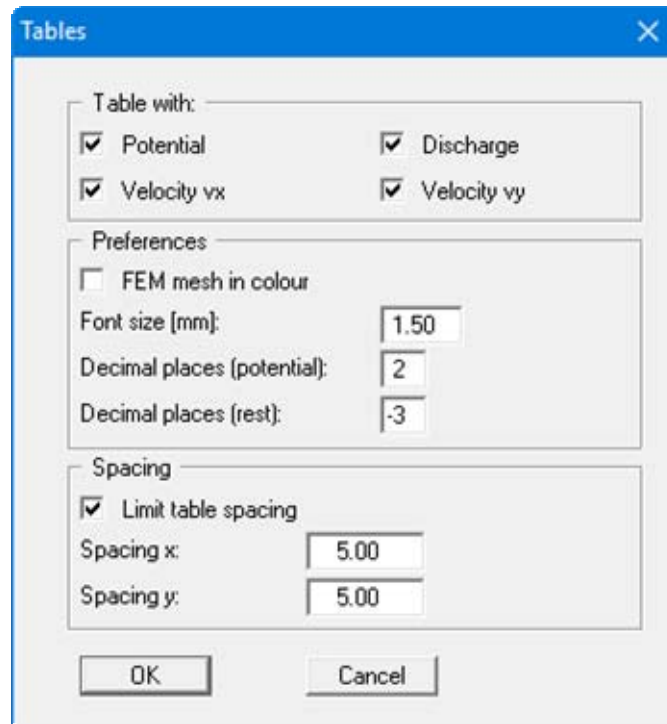 Tables
Table with:
Potential Discharge
Velocity vx Velocity vy
Preferences
FEM mesh in colour
Font size [mm]: 1.50
Decimal places (potential): 2
Decimal places (rest): -3
Spacing
Limit table spacing
Spacing x: 5.00
Spacing y: 5.00
OK Cancel